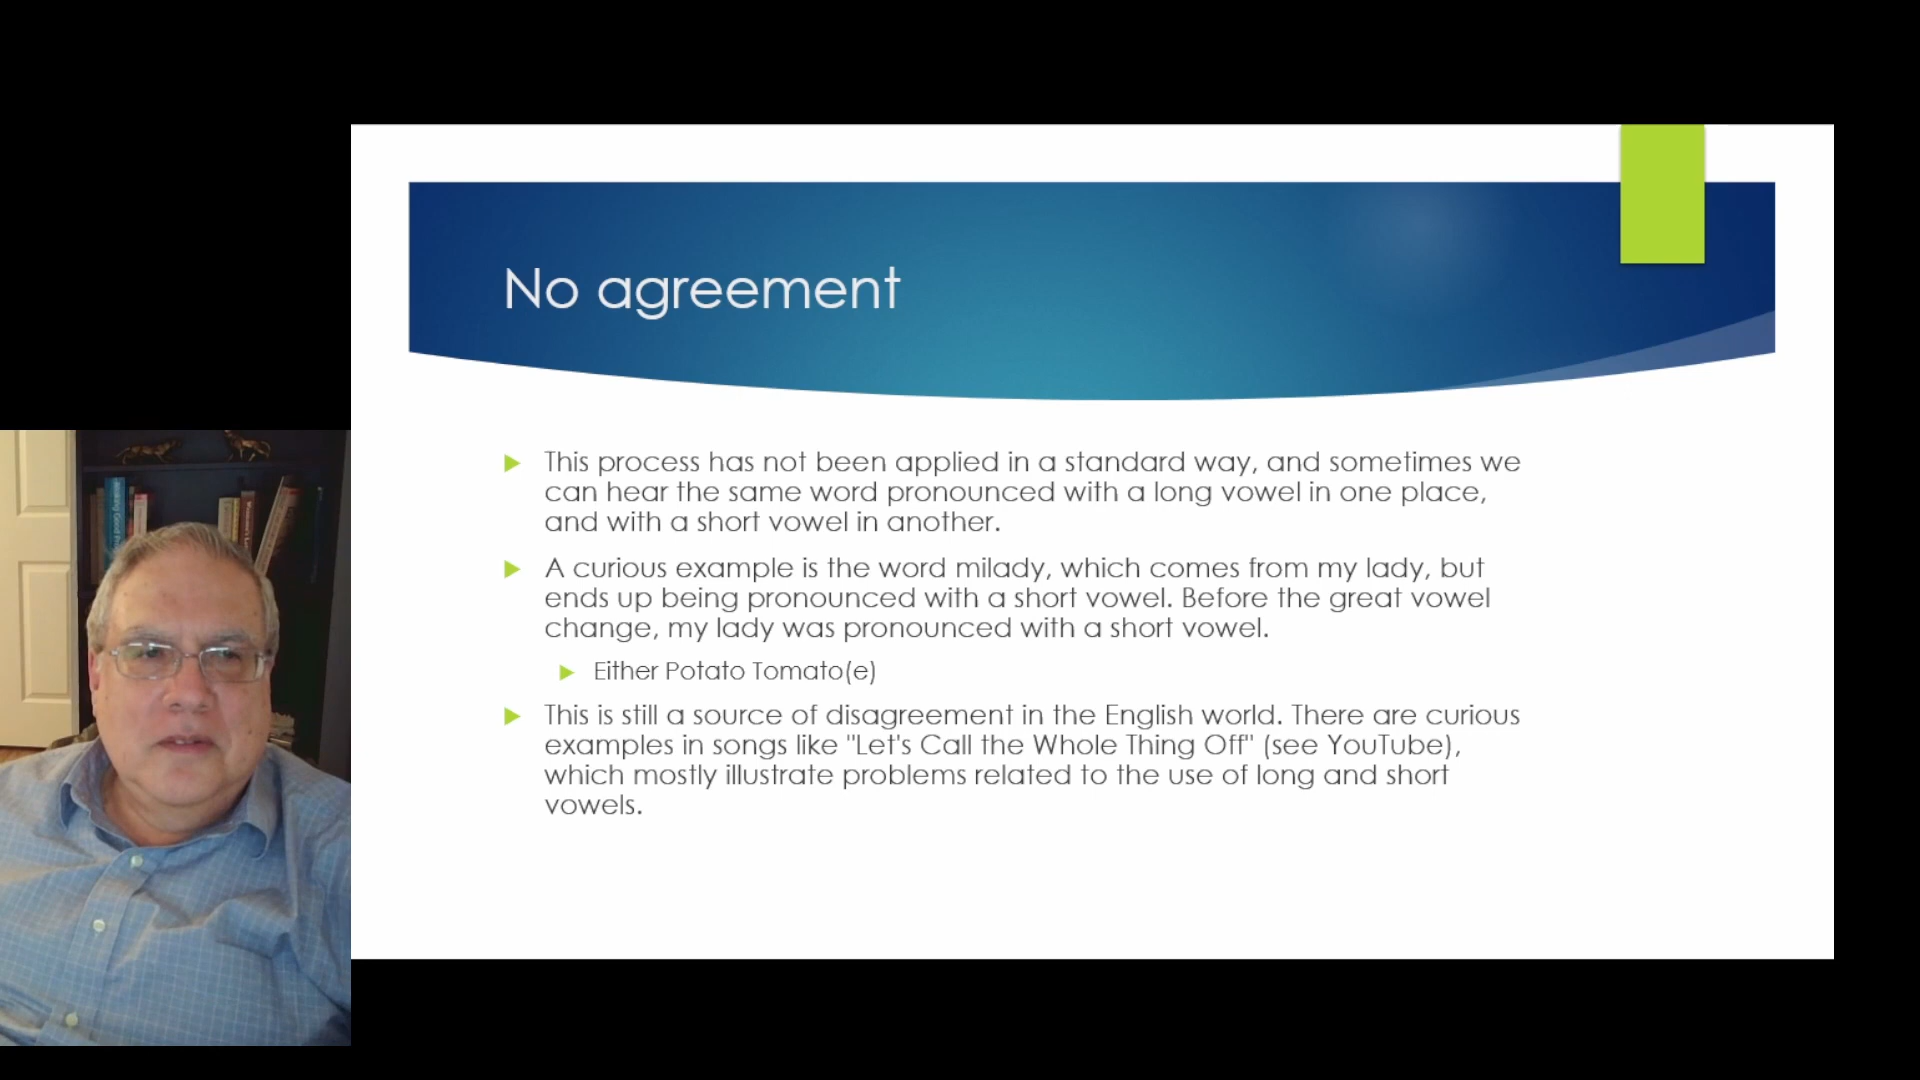 No agreement
This process has not been applied in a standard way, and sometimes we
can hear the same word pronounced with a long vowel in one place,
and with a short vowel in another.
A curious example is the word milady, which comes from my lady, but
ends up being pronounced with a short vowel. Before the great vowel
change, my lady was pronounced with a short vowel.
Either Potato Tomato(e)
This is still a source of disagreement in the English world. There are curious
examples in songs like "Let's Call the Whole Thing Off" (see YouTube),
which mostly illustrate problems related to the use of long and short
vowels.